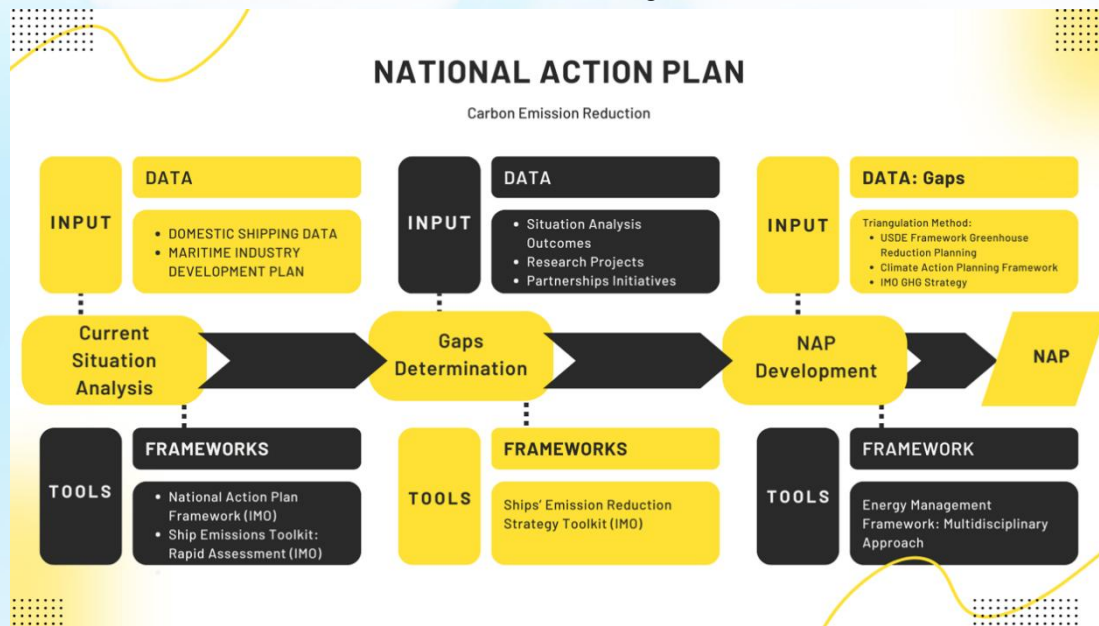 NATIONAL ACTION PLAN
Carbon Emission Reduction
INPUT
DATA
• DOMESTIC SHIPPING DATA
• MARITIME INDUSTRY
DEVELOPMENT PLAN
INPUT
DATA
• Situation Analysis
Outcomes
• Research Projects
• Partnerships Initiatives
INPUT
DATA: Gaps
Triangulation Method:
• USDE Framework Greenhouse
Reduction Planning
• Climate Action Planning Framework
• IMO GHG Strategy
Current
Situation
Analysis
Gaps
Determination
NAP
Development
NAP
TOOLS
FRAMEWORKS
• National Action Plan
Framework (IMO)
• Ship Emissions Toolkit:
Rapid Assessment (IMO)
TOOLS
FRAMEWORKS
Ships' Emission Reduction
Strategy Toolkit (IMO)
TOOLS
FRAMEWORK
Energy Management
Framework: Multidisciplinary
Approach